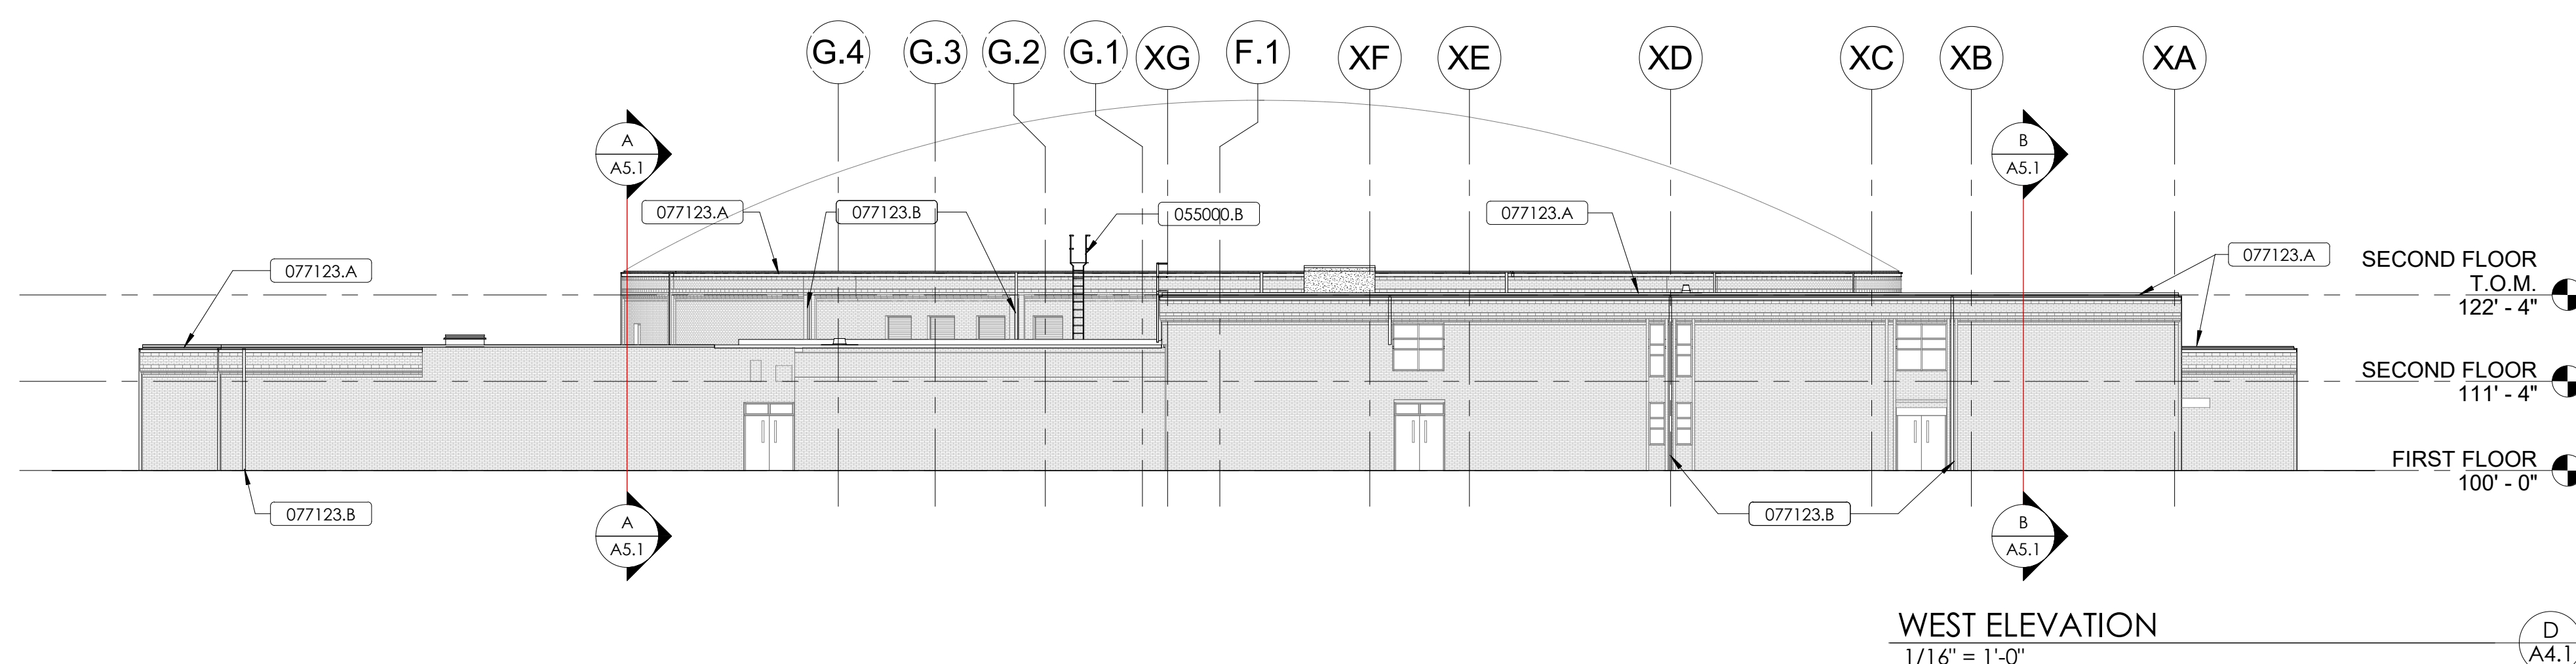 G.4
G.3
G.2
G.1
XG
F.1
XF
XE
XD
XC
XB
XA
A
A5.1
B
A5.1
077123.A
077123.B
055000.B
077123.A
077123.A
077123.A
SECOND FLOOR
T.O.M.
122' - 4"
SECOND FLOOR
111' - 4"
FIRST FLOOR
100' - 0"
077123.B
077123.B
A
A5.1
B
A5.1
WEST ELEVATION
1/16" = 1'-0"
D
A4.1